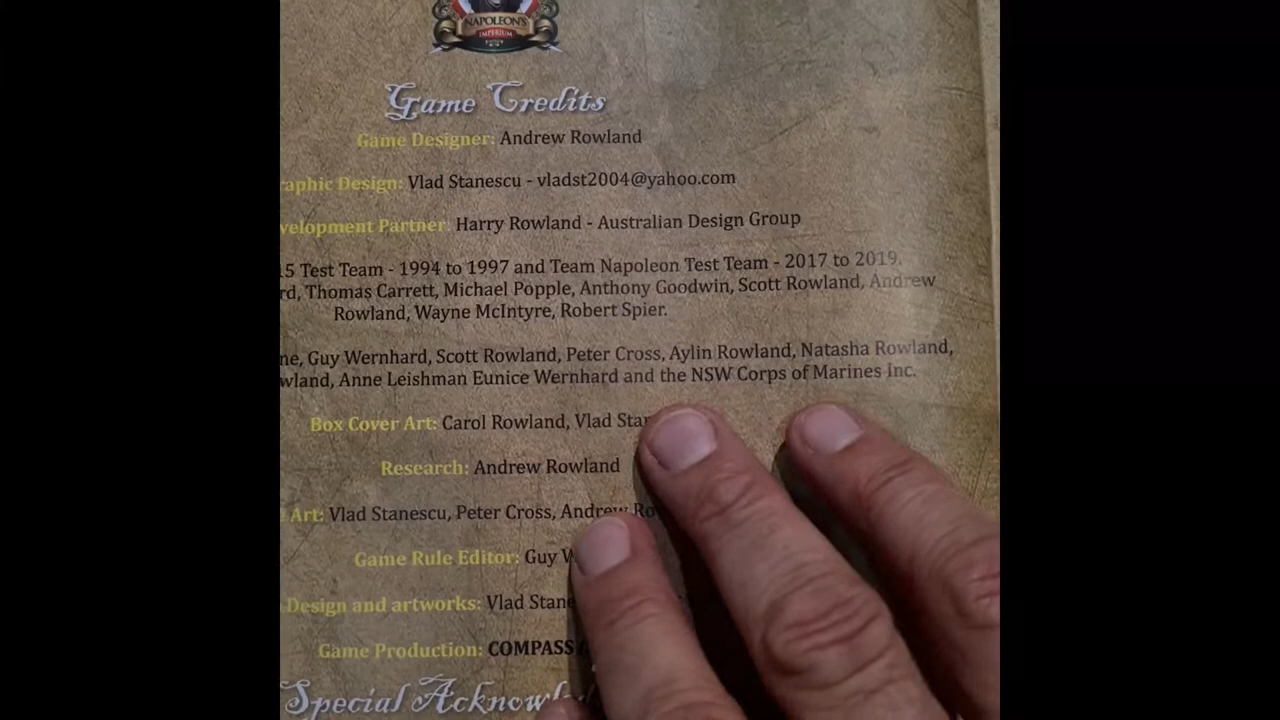 NAPOLEON'S
IMPERIUM
Game Credits
Game Designer: Andrew Rowland
raphic Design: Vlad Stanescu - vladst2004@yahoo.com
velopment Partner: Harry Rowland - Australian Design Group
15 Test Team - 1994 to 1997 and Team Napoleon Test Team - 2017 to 2019.
rd, Thomas Carrett, Michael Popple, Anthony Goodwin, Scott Rowland, Andrew
Rowland, Wayne McIntyre, Robert Spier.
ne, Guy Wernhard, Scott Rowland, Peter Cross, Aylin Rowland, Natasha Rowland,
wland, Anne Leishman Eunice Wernhard and the NSW Corps of Marines Inc.
Box Cover Art: Carol Rowland, Vlad Stan
Research: Andrew Rowland
Art: Vlad Stanescu, Peter Cross, Andrew Ro
Game Rule Editor: Guy W
Design and artworks: Vlad Stane
Game Production: COMPASS
Special Acknowled